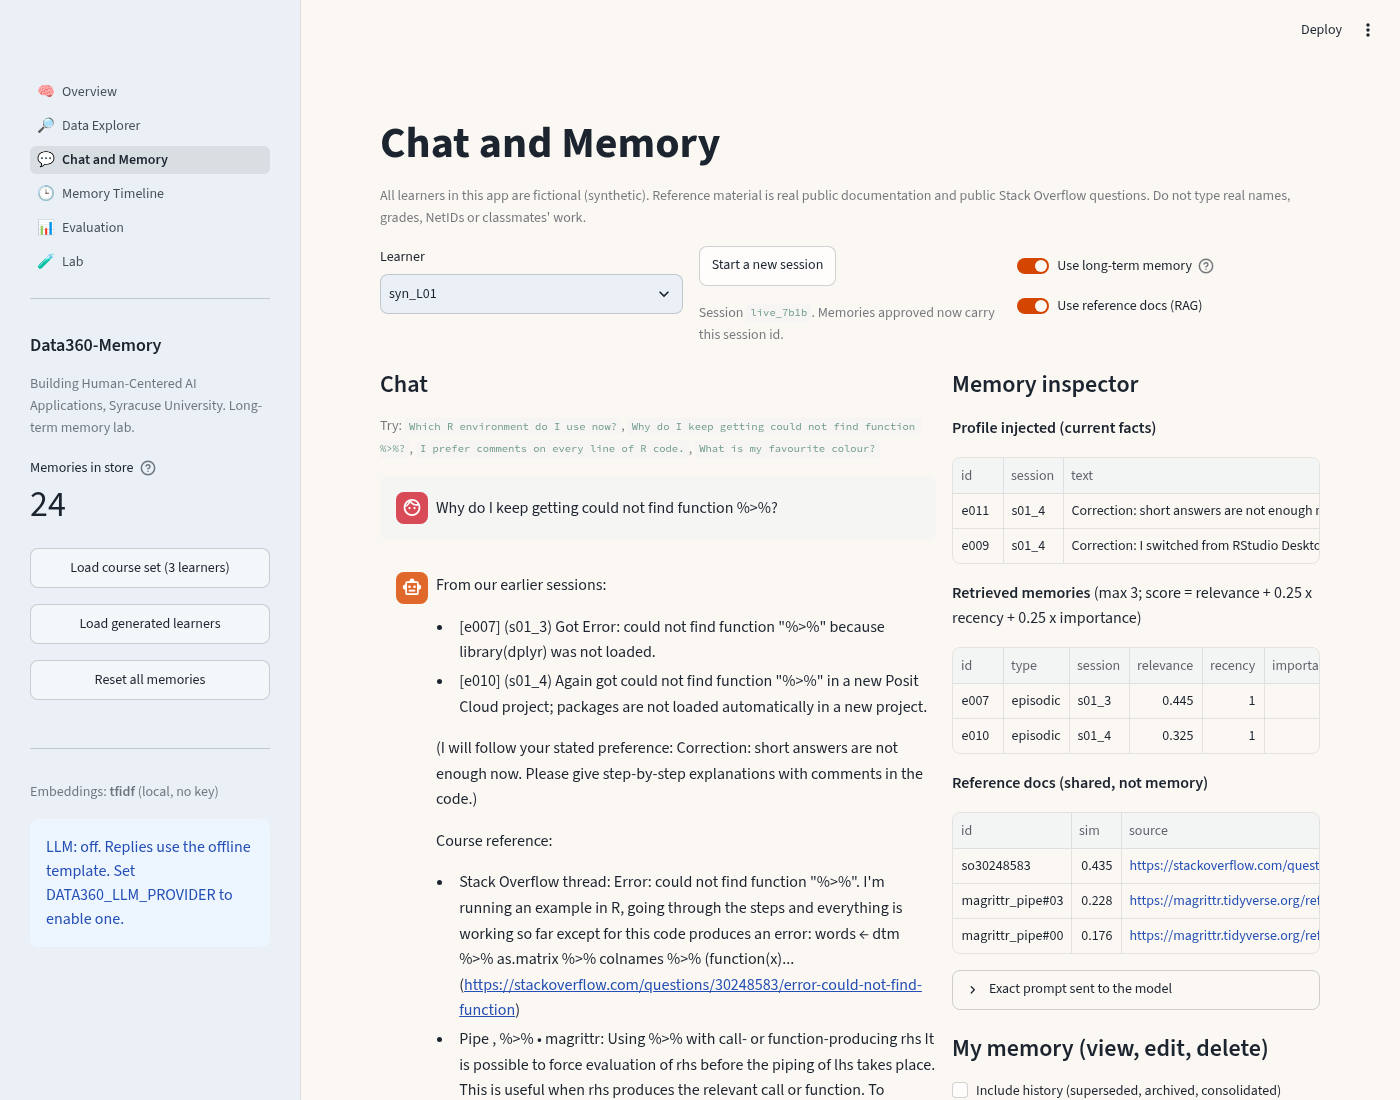 Deploy
Overview
Data Explorer
Chat and Memory
Memory Timeline
Evaluation
Lab
Data360-Memory
Building Human-Centered AI
Applications, Syracuse University. Long-
term memory lab.
Memories in store
24
Load course set (3 learners)
Load generated learners
Reset all memories
Embeddings: tfidf (local, no key)
LLM: off. Replies use the offline
template. Set
DATA360_LLM_PROVIDER to
enable one.
Chat and Memory
All learners in this app are fictional (synthetic). Reference material is real public documentation and public Stack Overflow questions. Do not type real names,
grades, NetIDs or classmates' work.
Learner
syn_L01
Start a new session
Session live_7b1b . Memories approved now carry
this session id.
Use long-term memory
Use reference docs (RAG)
Chat
Try: Which R environment do I use now? , Why do I keep getting could not find function
%>%? , I prefer comments on every line of R code. , What is my favourite colour?
Why do I keep getting could not find function %>%?
From our earlier sessions:
• [e007] (s01_3) Got Error: could not find function "%>%" because
library(dplyr) was not loaded.
• [e010] (s01_4) Again got could not find function "%>%" in a new Posit
Cloud project; packages are not loaded automatically in a new project.
(I will follow your stated preference: Correction: short answers are not
enough now. Please give step-by-step explanations with comments in the
code.)
Course reference:
• Stack Overflow thread: Error: could not find function "%>%". I'm
running an example in R, going through the steps and everything is
working so far except for this code produces an error: words ← dtm
%>% as.matrix %>% colnames %>% (function(x)...
(https://stackoverflow.com/questions/30248583/error-could-not-find-
function)
• Pipe , %>% • magrittr: Using %>% with call- or function-producing rhs It
is possible to force evaluation of rhs before the piping of lhs takes place.
This is useful when rhs produces the relevant call or function. To
Memory inspector
Profile injected (current facts)
id session text
e011 s01_4 Correction: short answers are not enough
e009 s01_4 Correction: I switched from RStudio Deskto
Retrieved memories (max 3; score = relevance + 0.25 x
recency + 0.25 x importance)
id type session relevance recency importa
e007 episodic s01_3 0.445 1
e010 episodic s01_4 0.325 1
Reference docs (shared, not memory)
id sim source
so30248583 0.435 https://stackoverflow.com/quest
magrittr_pipe#03 0.228 https://magrittr.tidyverse.org/ref
magrittr_pipe#00 0.176 https://magrittr.tidyverse.org/ref
Exact prompt sent to the model
My memory (view, edit, delete)
Include history (superseded, archived, consolidated)